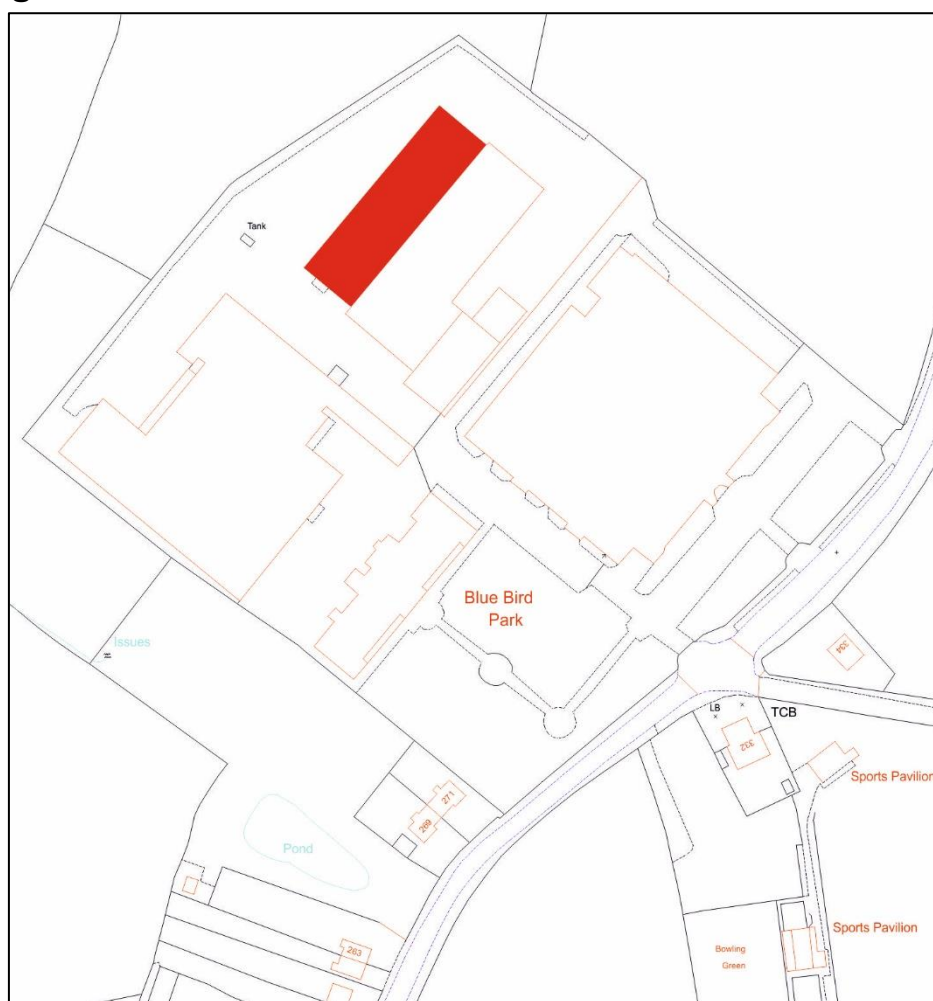 Tank
Blue Bird
Park
Issues
334
LB
TCB
332
Sports Pavilion
271
269
Pond
Sports Pavilion
263
Bowling
Green